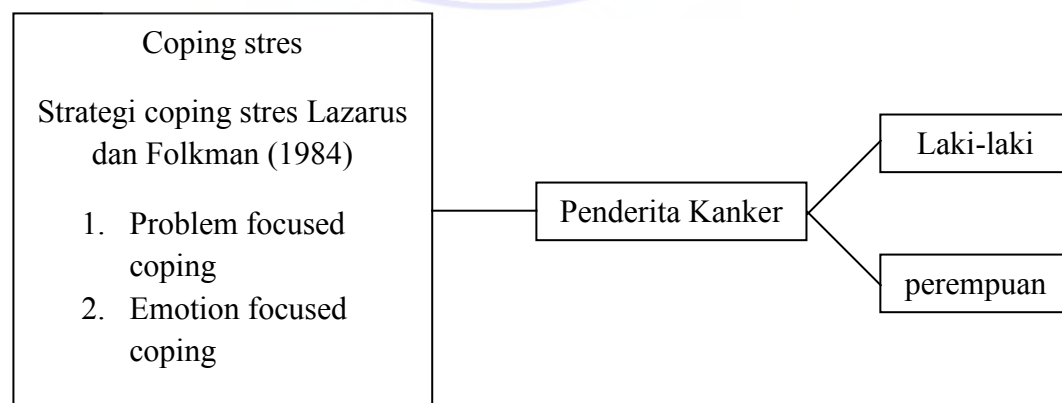 Coping stres
Strategi coping stres Lazarus
dan Folkman (1984)
1. Problem focused
coping
2. Emotion focused
coping
Penderita Kanker
Laki-laki
perempuan